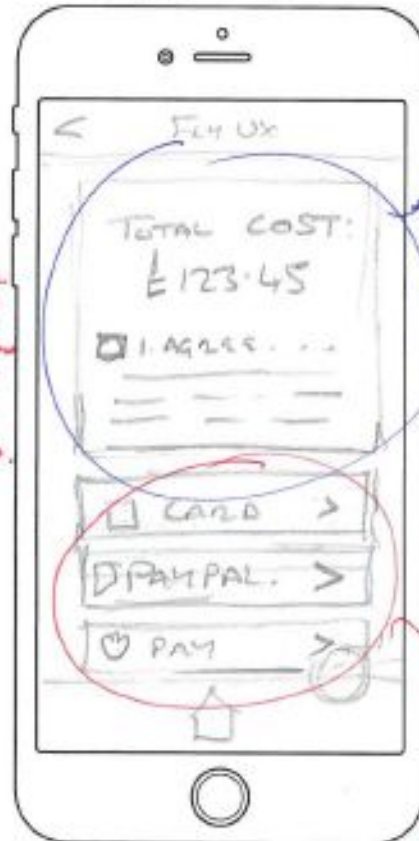 < FLY UX
TOTAL COST:
£123.45
I AGREE. ...
CARD >
PAYPAL. >
PAY >